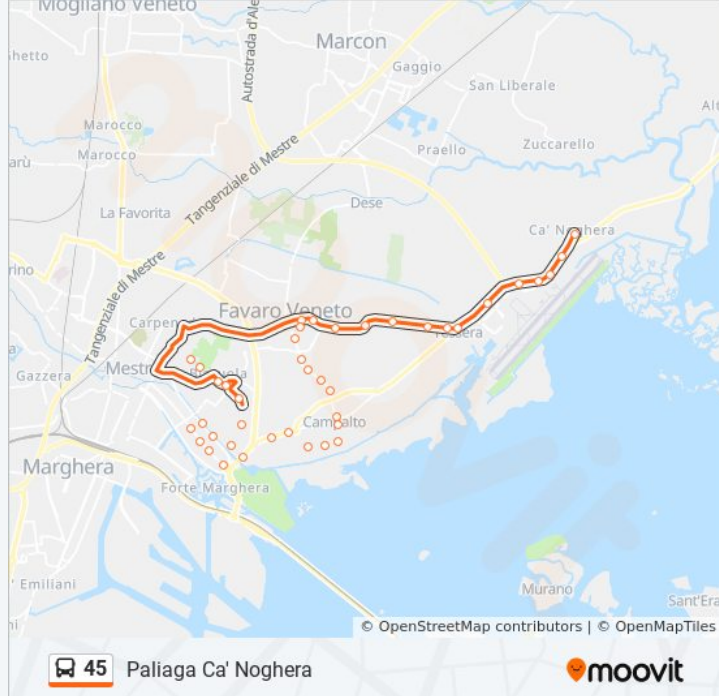 Mogliano Veneto
Autostrada d'Ale
Marcon
Gaggio
San Liberale
Marocco
Marocco
Praello
Zuccarello
Tangenziale di Mestre
La Favorita
Dese
Ca' Noghera
Tangenziale di Mestre
Favaro Veneto
Carpen
Tessera
Gazzera
Mestr
Campalto
Marghera
Forte Marghera
' Emiliani
Murano
Sant'Era
© OpenStreetMap contributors | © OpenMapTiles
45 Paliaga Ca' Noghera
moovit